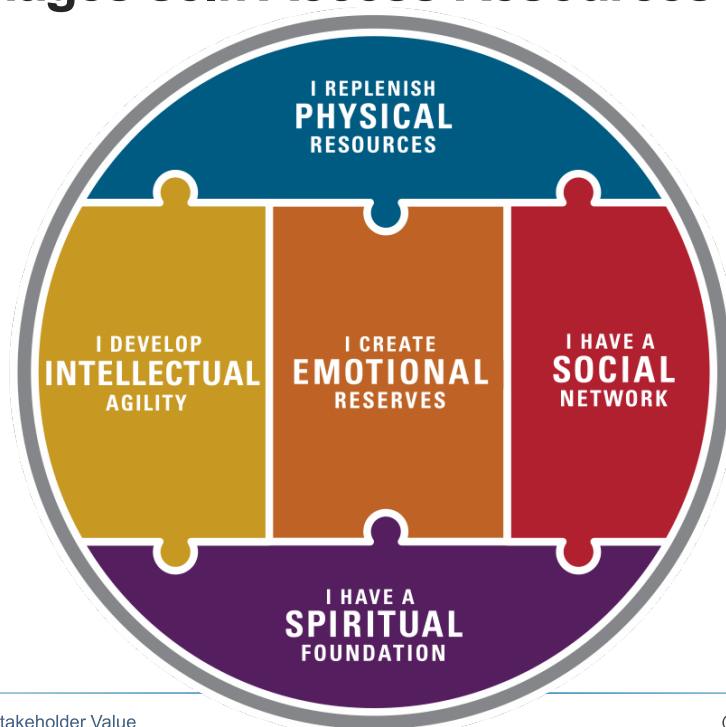 I REPLENISH
PHYSICAL
RESOURCES
I DEVELOP
INTELLECTUAL
AGILITY
I CREATE
EMOTIONAL
RESERVES
I HAVE A
SOCIAL
NETWORK
I HAVE A
SPIRITUAL
FOUNDATION
takeholder Value